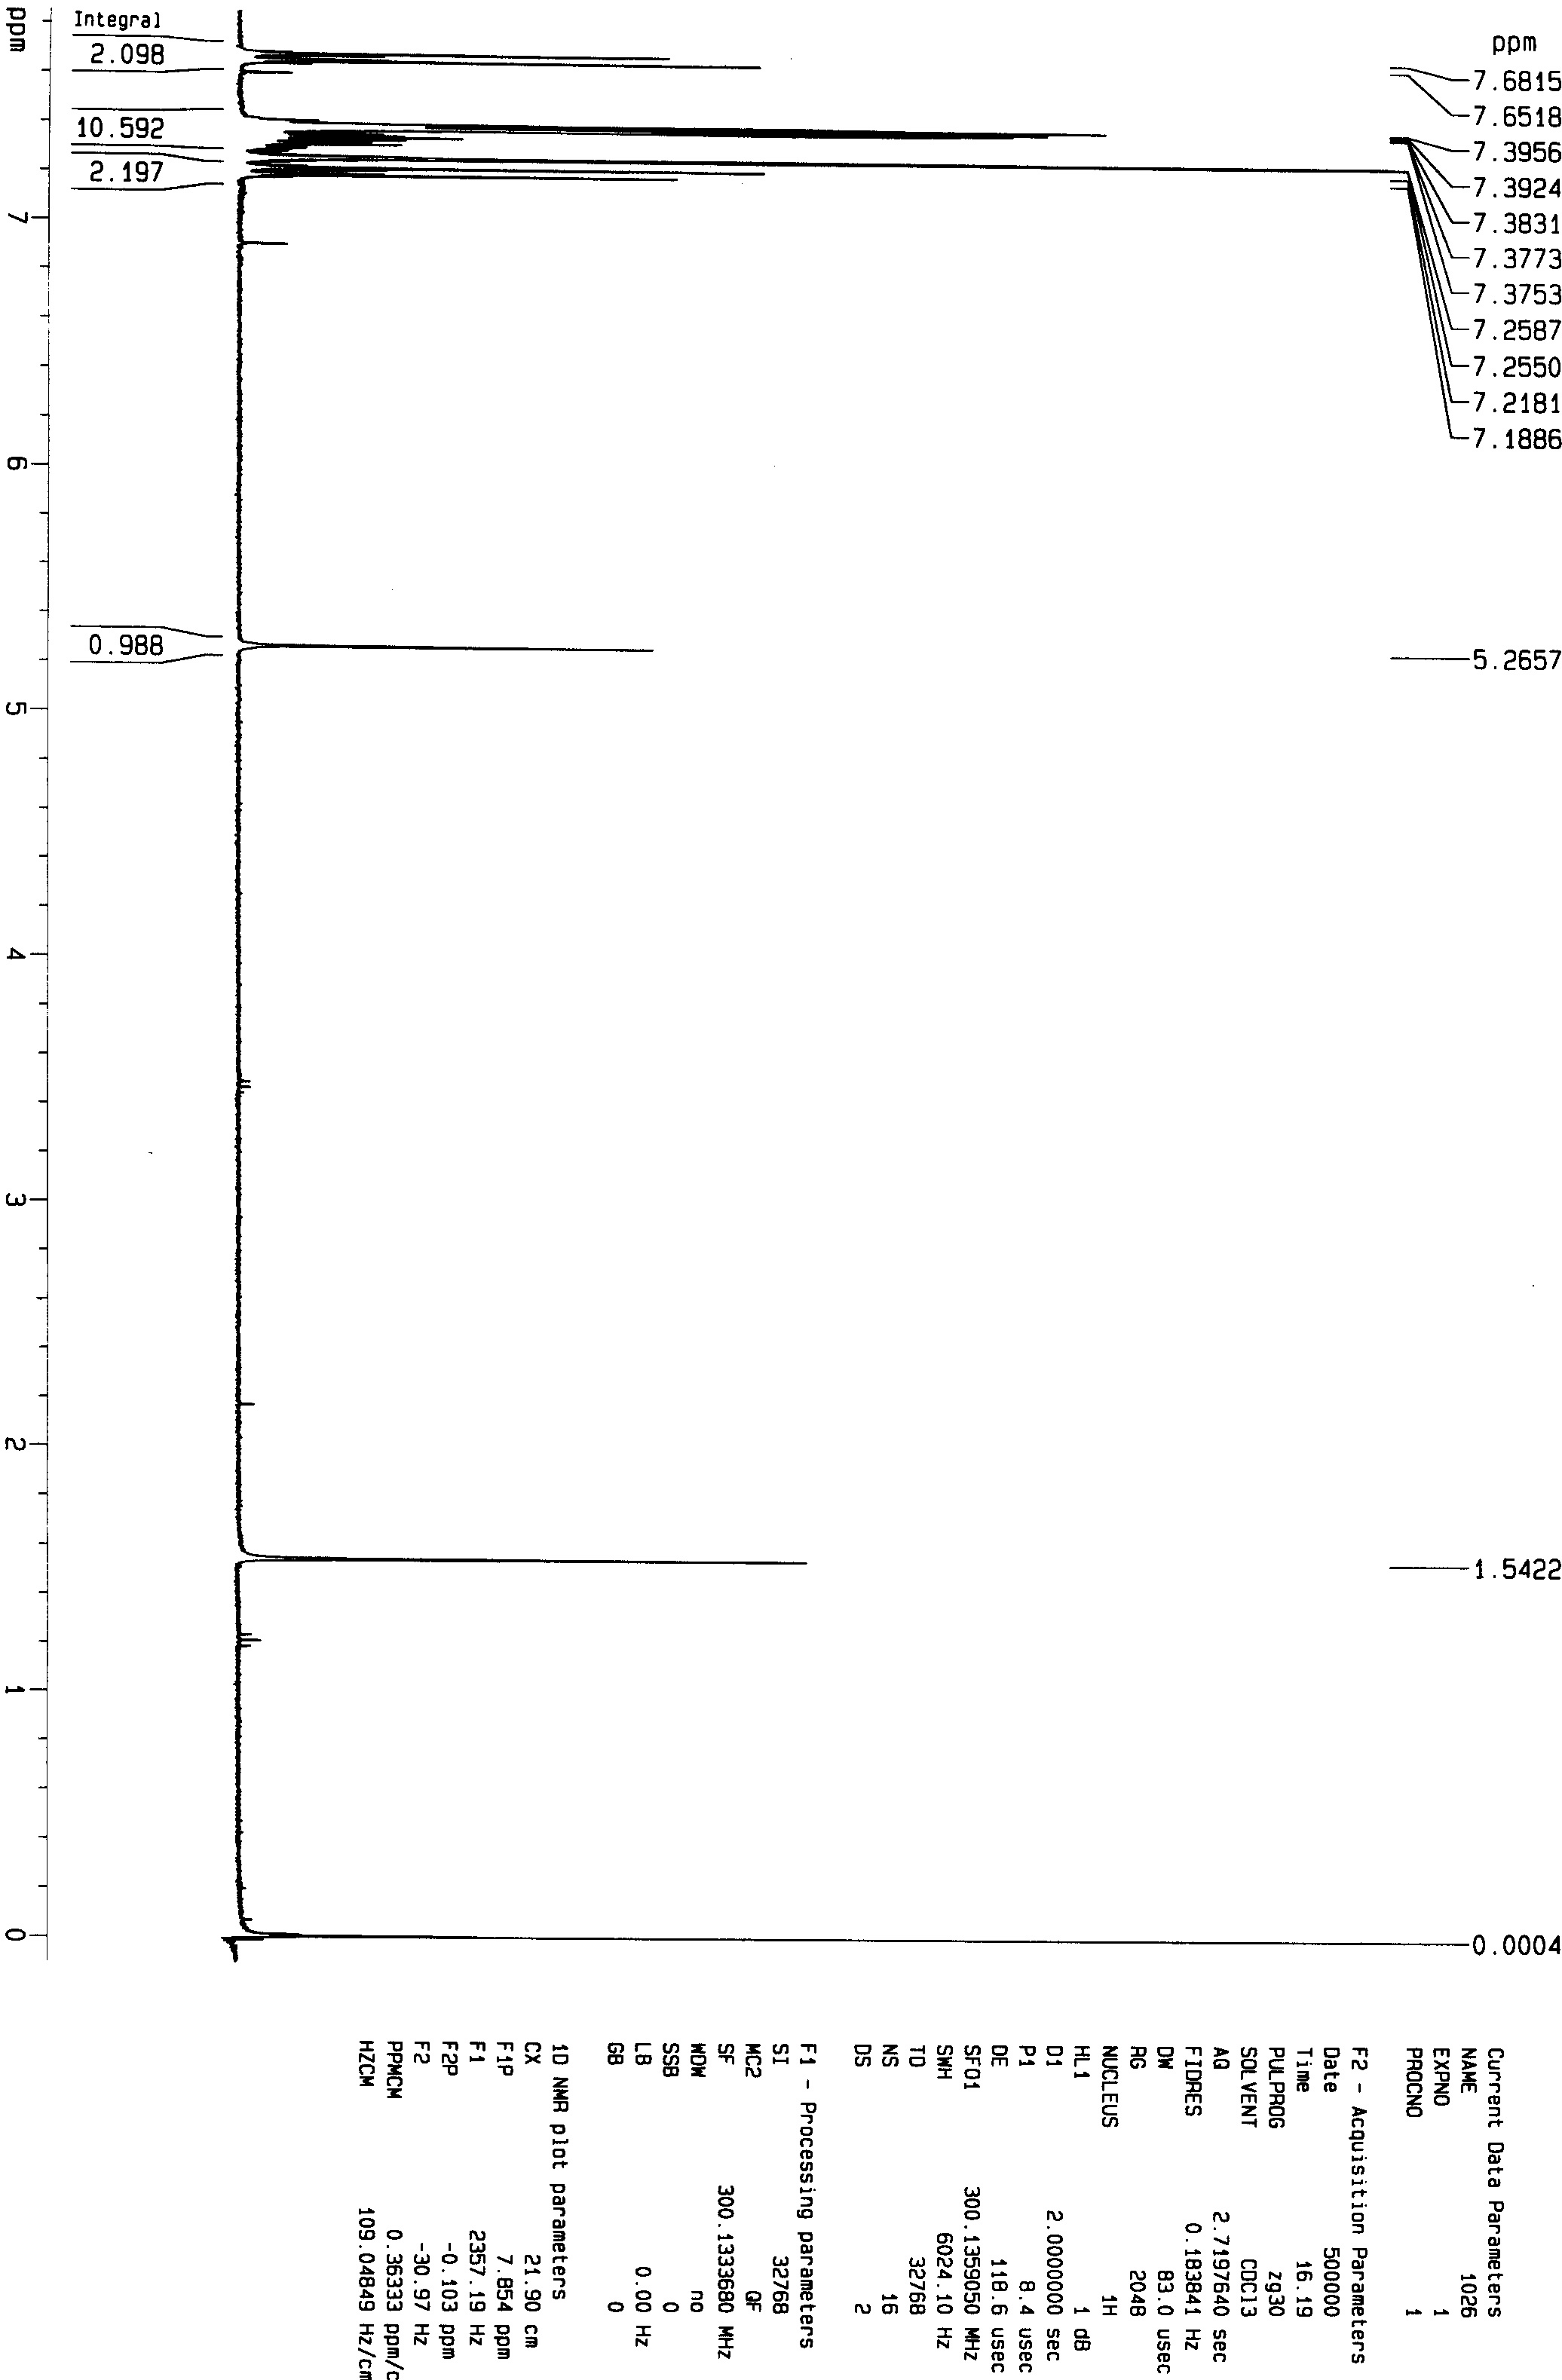 Integral
2.098
10.592
2.197
0.988
ppm
7.6815
7.6518
7.3956
7.3924
7.3831
7.3773
7.3753
7.2587
7.2550
7.2181
7.1886
5.2657
1.5422
0.0004
ppm
7
6
5
4
3
2
1
0
Current Data Parameters
NAME 1026
EXPNO 1
PROCNO 1
F2 - Acquisition Parameters
Date 500000
Time 16.19
PULPROG zg30
SOLVENT CDCl3
AQ 2.7197640 sec
FIDRES 0.183841 Hz
DW 83.0 usec
RG 2048
NUCLEUS 1H
HL1 1 dB
D1 2.0000000 sec
P1 8.4 usec
DE 118.6 usec
SFO1 300.1359050 MHz
SWH 6024.10 Hz
TD 32768
NS 16
DS 2
F1 - Processing parameters
SI 32768
MC2 QF
SF 300.1333680 MHz
WDW no
SSB 0
LB 0.00 Hz
GB 0
1D NMR plot parameters
CX 21.90 cm
F1P 7.854 ppm
F1 2357.19 Hz
F2P -0.103 ppm
F2 -30.97 Hz
PPMCM 0.36333 ppm/c
HZCM 109.04849 Hz/cm